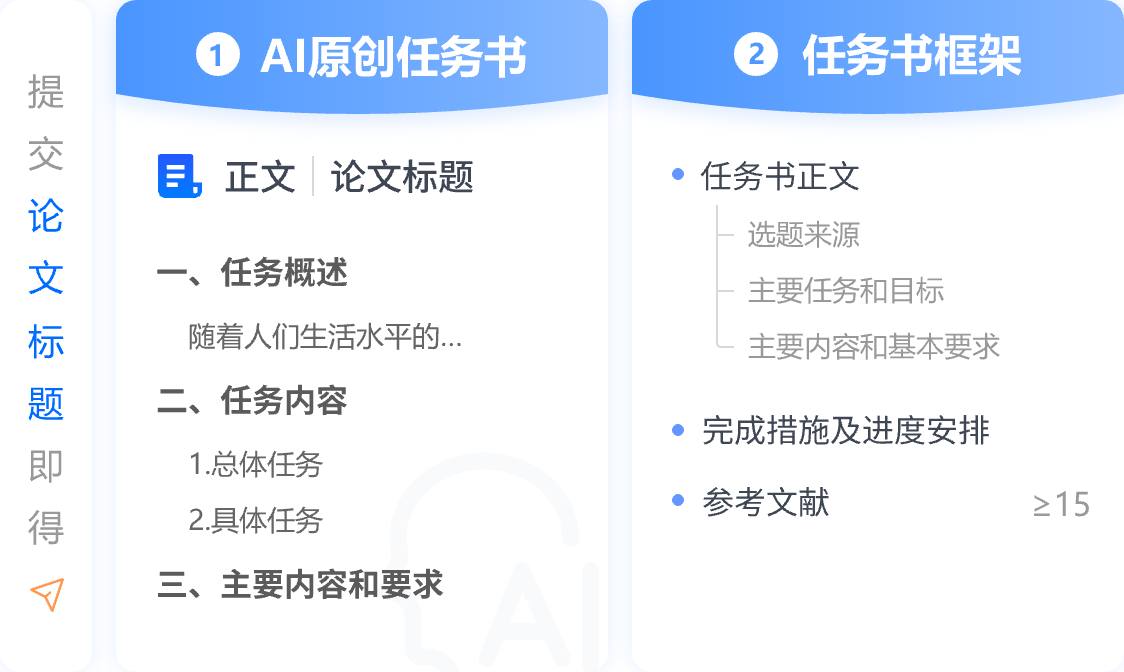 提交论文标题即得
1 AI原创任务书
正文 论文标题
一、任务概述
随着人们生活水平的...
二、任务内容
1.总体任务
2.具体任务
三、主要内容和要求
AI
2 任务书框架
任务书正文
选题来源
主要任务和目标
主要内容和基本要求
完成措施及进度安排
参考文献 ≥15